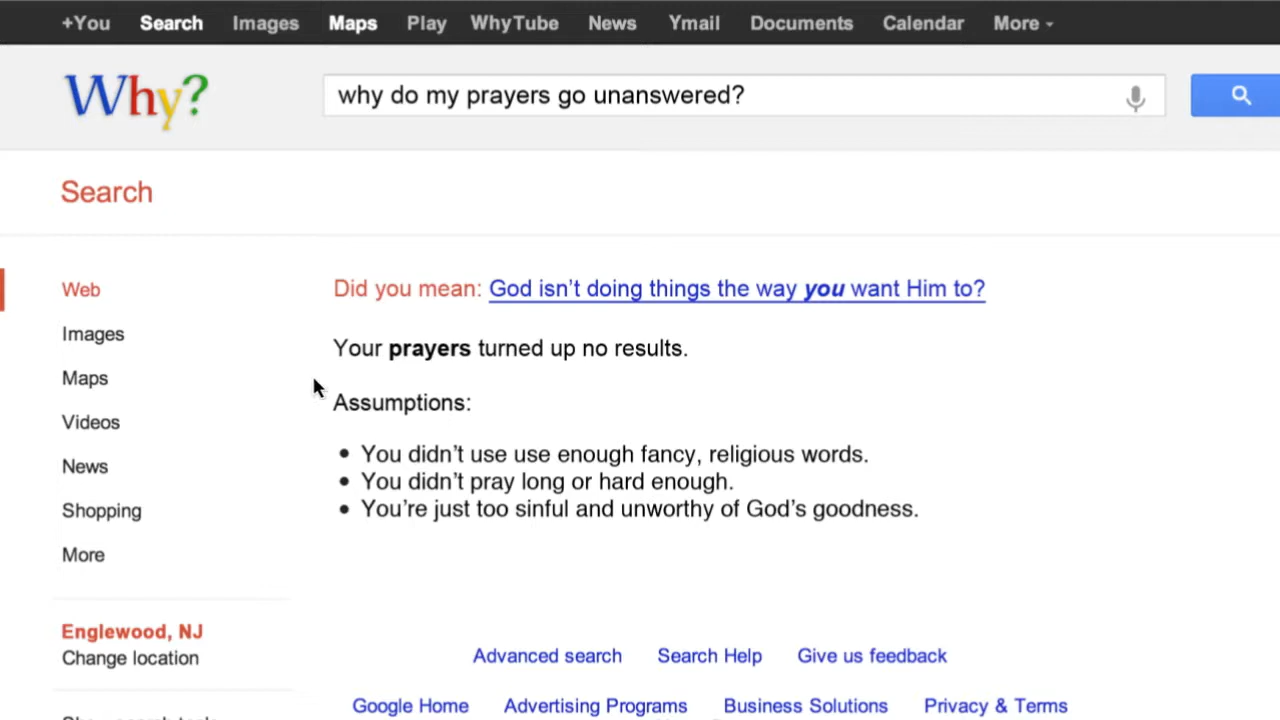 +You Search Images Maps Play WhyTube News Ymail Documents Calendar More
Why?
why do my prayers go unanswered?
Search
Web
Images
Maps
Videos
News
Shopping
More
Englewood, NJ
Change location
Did you mean: God isn't doing things the way you want Him to?
Your prayers turned up no results.
Assumptions:
• You didn't use use enough fancy, religious words.
• You didn't pray long or hard enough.
• You're just too sinful and unworthy of God's goodness.
Advanced search Search Help Give us feedback
Google Home Advertising Programs Business Solutions Privacy & Terms